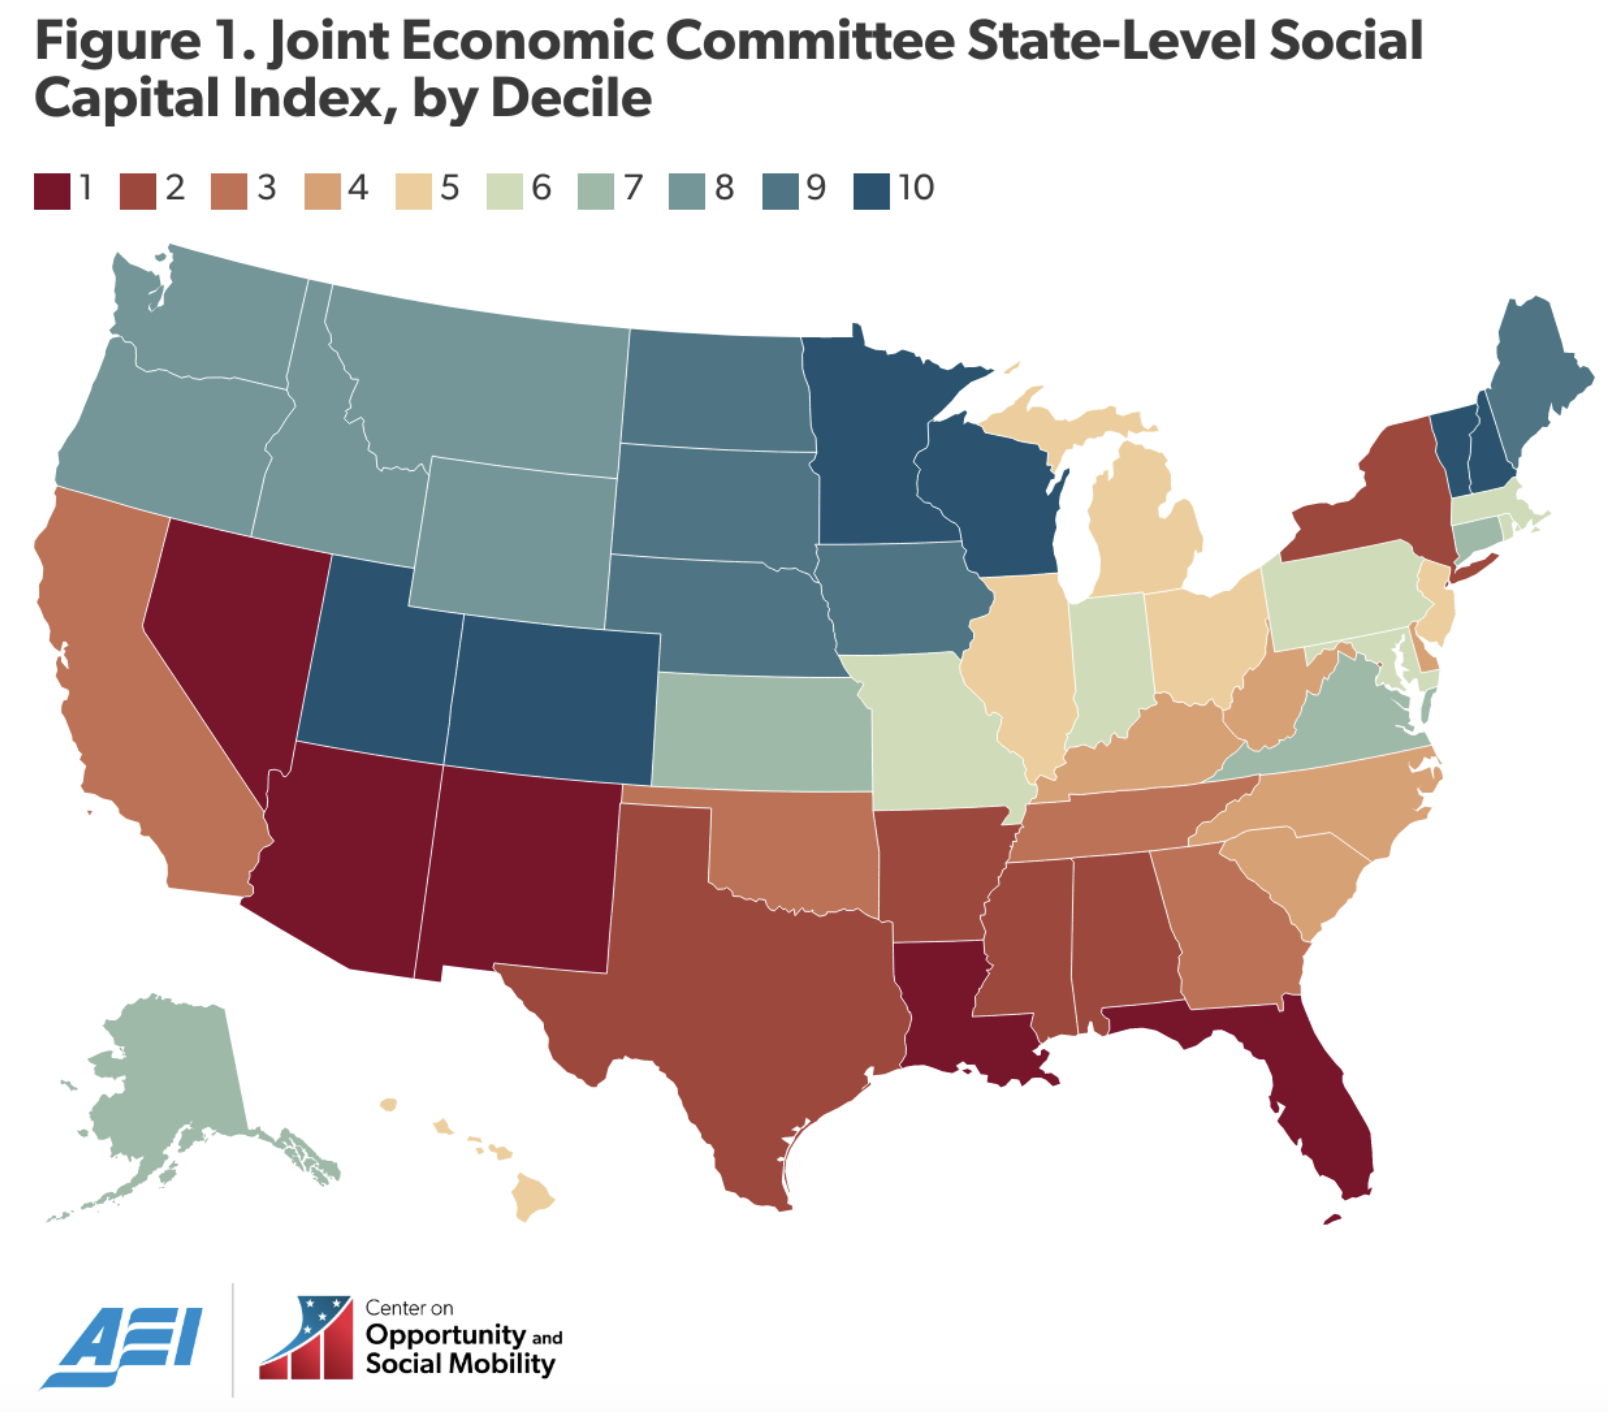 Figure 1. Joint Economic Committee State-Level Social
Capital Index, by Decile
1 2 3 4 5 6 7 8 9 10
AEI
Center on
Opportunity and
Social Mobility